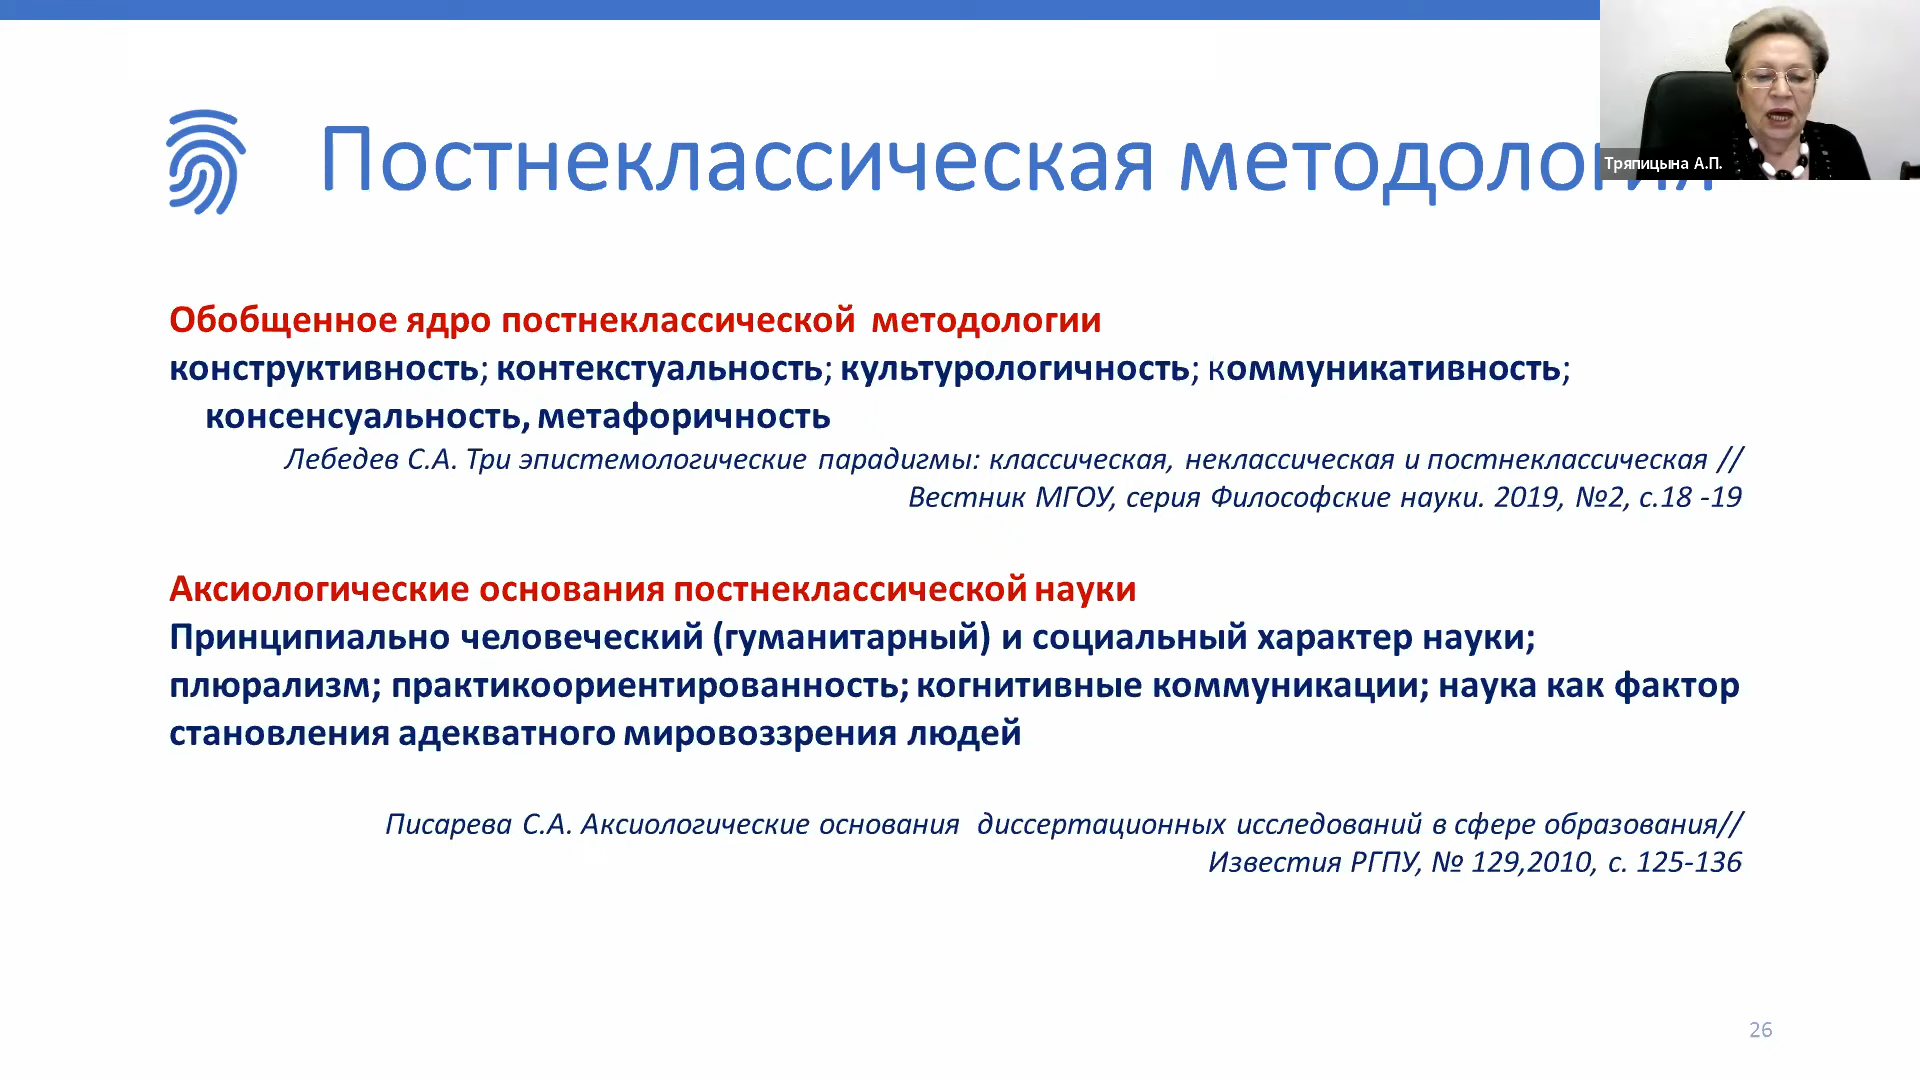 Постнеклассическая методология
Тряпицына А.П.
Обобщенное ядро постнеклассической методологии
конструктивность; контекстуальность; культурологичность; коммуникативность;
консенсуальность, метафоричность
Лебедев С.А. Три эпистемологические парадигмы: классическая, неклассическая и постнеклассическая //
Вестник МГОУ, серия Философские науки. 2019, №2, с.18 -19
Аксиологические основания постнеклассической науки
Принципиально человеческий (гуманитарный) и социальный характер науки;
плюрализм; практикоориентированность; когнитивные коммуникации; наука как фактор
становления адекватного мировоззрения людей
Писарева С.А. Аксиологические основания диссертационных исследований в сфере образования//
Известия РГПУ, № 129,2010, с. 125-136
26